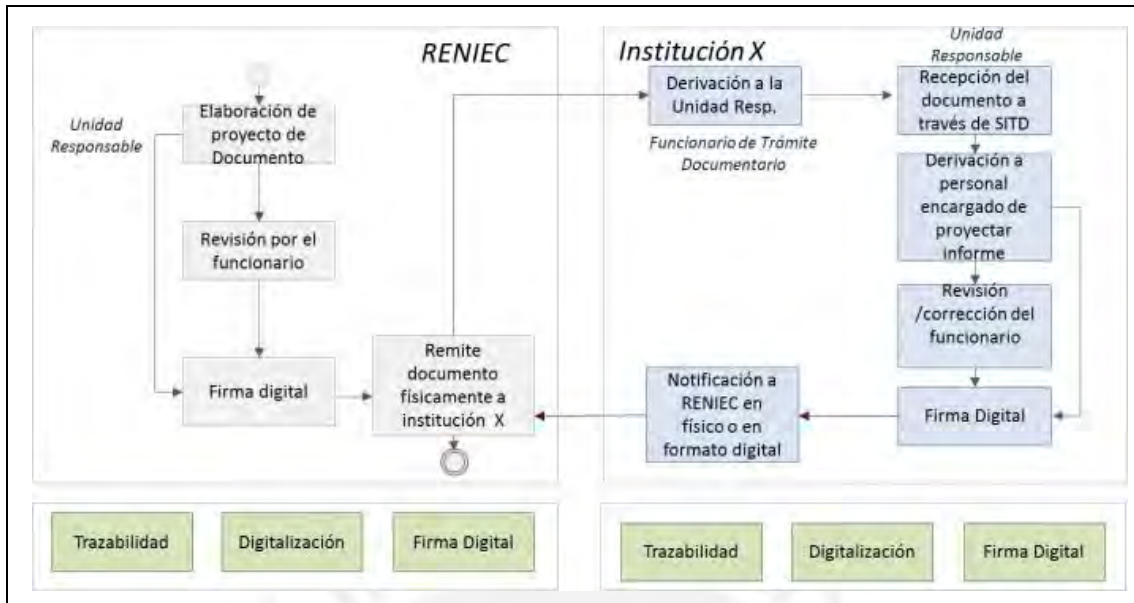 RENIEC
Unidad
Responsable
Elaboración de
proyecto de
Documento
Revisión por el
funcionario
Firma digital
Remite
documento
físicamente a
institución X
Institución X
Derivación a la
Unidad Resp.
Funcionario de Trámite
Documentario
Unidad
Responsable
Recepción del
documento a
través de SITD
Derivación a
personal
encargado de
proyectar
informe
Revisión
/corrección del
funcionario
Firma Digital
Notificación a
RENIEC en
físico o en
formato digital
Trazabilidad
Digitalización
Firma Digital
Trazabilidad
Digitalización
Firma Digital